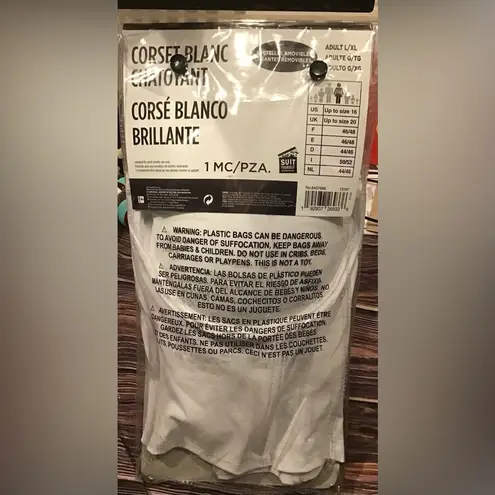 CORSET BLANC
CHATOYANT
CORSÉ BLANCO
BRILLANTE
1 MC/PZA.
ADULT L/XL
ADULTE G/TG
ADULTO G/XG
US Up to size 16
UK Up to size 20
F 46/48
E 46/48
D 44/46
I 50/52
NL 44/46
SUIT
⚠ WARNING: PLASTIC BAGS CAN BE DANGEROUS.
TO AVOID DANGER OF SUFFOCATION, KEEP BAGS AWAY
FROM BABIES & CHILDREN. DO NOT USE IN CRIBS, BEDS,
CARRIAGES OR PLAYPENS. THIS IS NOT A TOY.
⚠ ADVERTENCIA: LAS BOLSAS DE PLÁSTICO PUEDEN
SER PELIGROSAS. PARA EVITAR EL RIESGO DE ASFIXIA,
MANTÉNGALAS FUERA DEL ALCANCE DE BEBÉS Y NIÑOS. NO
LAS USE EN CUNAS, CAMAS, COCHECITOS O CORRALITOS.
ESTO NO ES UN JUGUETE.
⚠ AVERTISSEMENT: LES SACS EN PLASTIQUE PEUVENT ÊTRE
DANGEREUX. POUR ÉVITER LES DANGERS DE SUFFOCATION,
GARDEZ LES SACS HORS DE LA PORTÉE DES BÉBÉS
ET DES ENFANTS. NE PAS UTILISER DANS LES COUCHETTES,
LITS, POUSSETTES OU PARCS. CECI N'EST PAS UN JOUET.